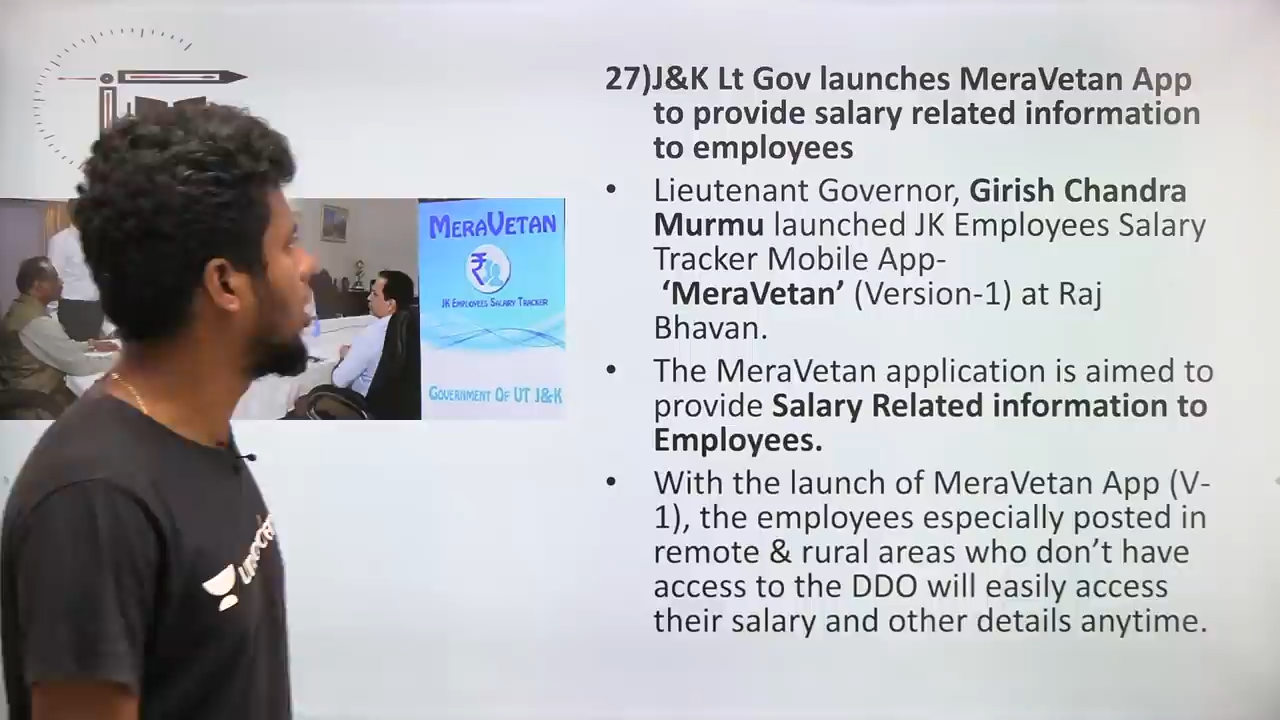 27)J&K Lt Gov launches MeraVetan App
to provide salary related information
to employees
• Lieutenant Governor, Girish Chandra
Murmu launched JK Employees Salary
Tracker Mobile App-
‘MeraVetan’ (Version-1) at Raj
Bhavan.
• The MeraVetan application is aimed to
provide Salary Related information to
Employees.
• With the launch of MeraVetan App (V-
1), the employees especially posted in
remote & rural areas who don’t have
access to the DDO will easily access
their salary and other details anytime.
MERAVETAN
₹
JK EMPLOYEES SALARY TRACKER
GOVERNMENT OF UT J&K